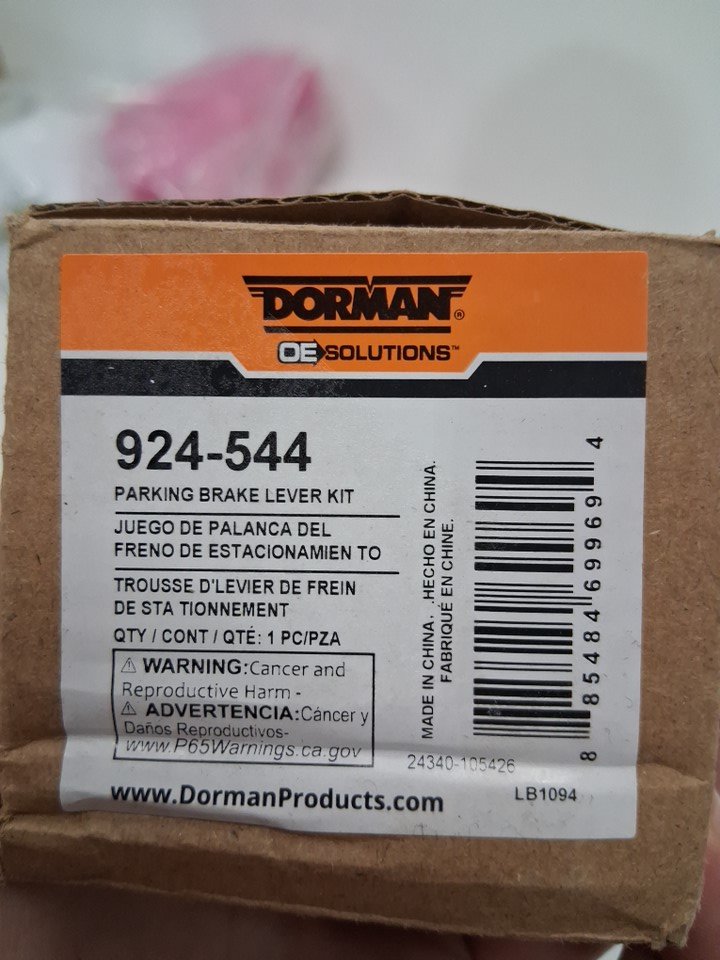 DORMAN®
OE SOLUTIONS™
924-544
PARKING BRAKE LEVER KIT
JUEGO DE PALANCA DEL
FRENO DE ESTACIONAMIEN TO
TROUSSE D'LEVIER DE FREIN
DE STA TIONNEMENT
QTY / CONT / QTÉ: 1 PC/PZA
⚠ WARNING:Cancer and
Reproductive Harm -
⚠ ADVERTENCIA:Cáncer y
Daños Reproductivos-
www.P65Warnings.ca.gov
MADE IN CHINA. .HECHO EN CHINA.
FABRIQUÉ EN CHINE.
8 85484 69969 4
24340-105426
www.DormanProducts.com
LB1094